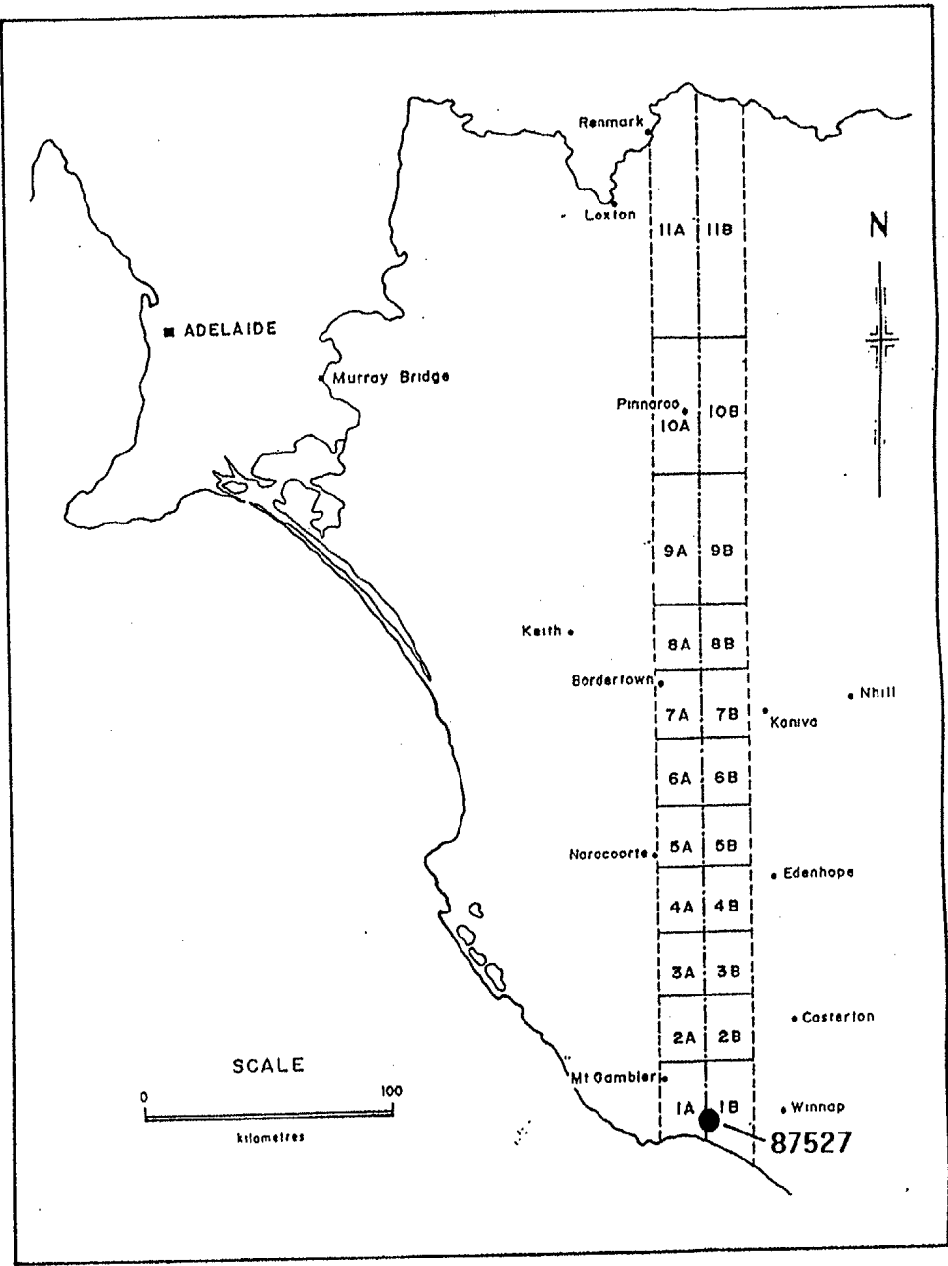 Renmark
Loxton
11A 11B
N
ADELAIDE
Murray Bridge
Pinnaroo
10A 10B
9A 9B
Keith
8A 8B
Bordertown
Nhill
7A 7B
Kaniva
6A 6B
Naracoorte
5A 5B
Edenhope
4A 4B
3A 3B
Casterton
2A 2B
SCALE
Mt Gambier
0 100
1A 1B
Winnap
kilometres
87527